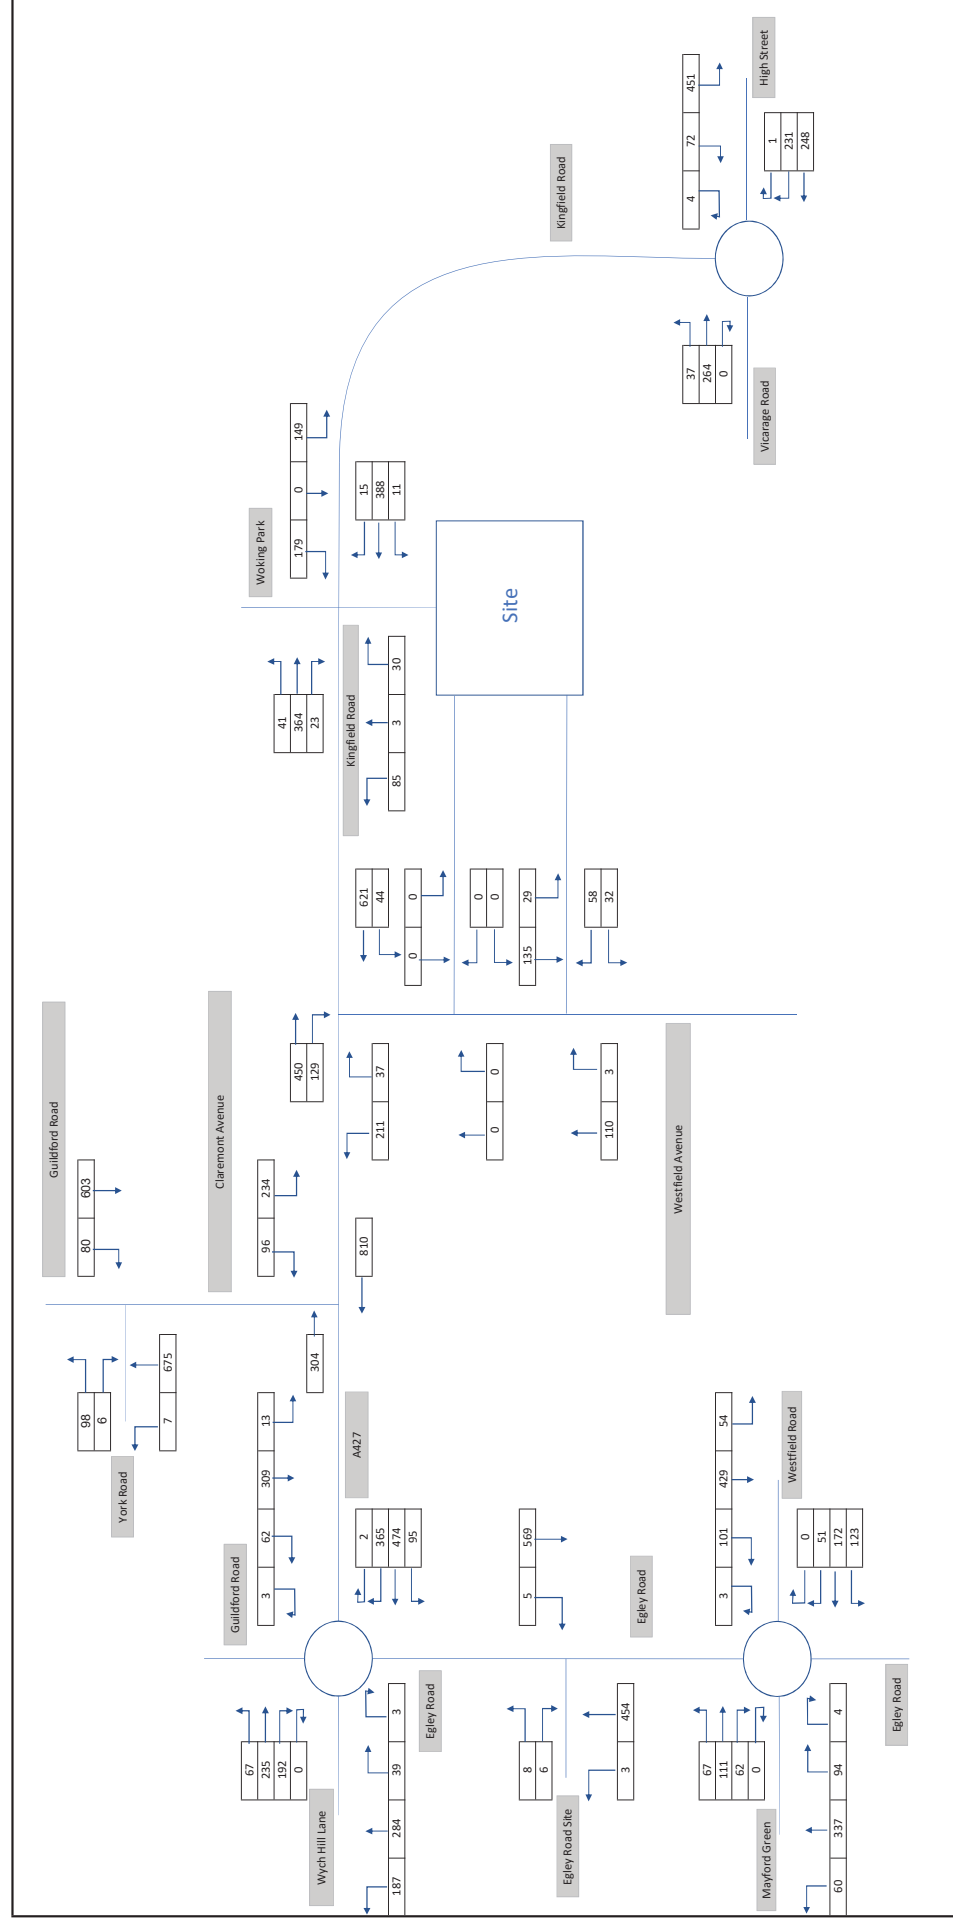 Guildford Road
80 603
York Road
98
6
7 675
Claremont Avenue
96 234
Guildford Road
3 62 309 13
304
450
129
A427
2
365
474
95
810
211 37
Wych Hill Lane
67
235
192
0
187 284 39 3
Egley Road
Woking Park
179 0 149
41
364
23
Kingfield Road
15
388
11
85 3 30
621
44
0 0
Site
0
0
0 0
135 29
58
32
110 3
Westfield Avenue
5 569
8
6
Egley Road Site
3 454
Egley Road
3 101 429 54
Westfield Road
0
51
172
123
67
111
62
0
Mayford Green
60 337 94 4
Egley Road
Kingfield Road
4 72 451
High Street
1
231
248
37
264
0
Vicarage Road